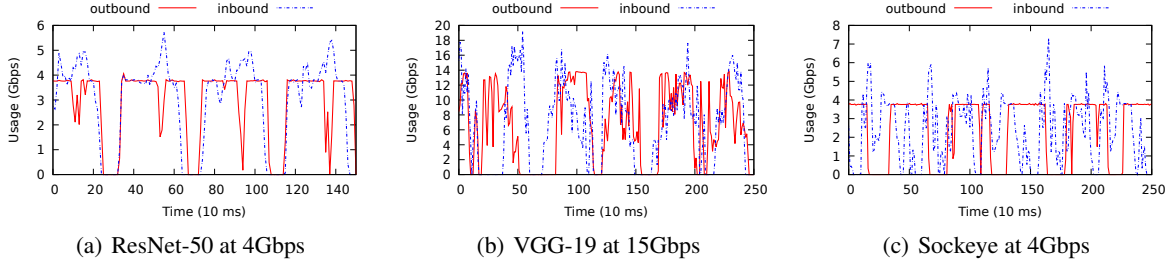 outbound inbound
Usage (Gbps)
6
5
4
3
2
1
0
0 20 40 60 80 100 120 140
Time (10 ms)
(a) ResNet-50 at 4Gbps
outbound inbound
Usage (Gbps)
20
18
16
14
12
10
8
6
4
2
0
0 50 100 150 200 250
Time (10 ms)
(b) VGG-19 at 15Gbps
outbound inbound
Usage (Gbps)
8
7
6
5
4
3
2
1
0
0 50 100 150 200 250
Time (10 ms)
(c) Sockeye at 4Gbps